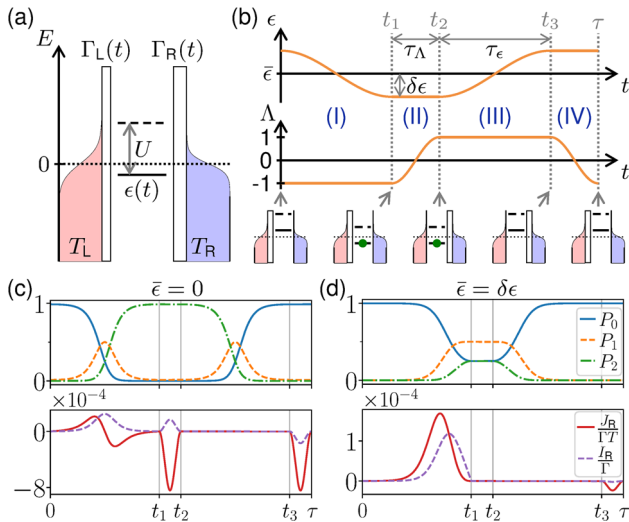 (a)
E
Γ_L(t)
Γ_R(t)
U
0
ϵ(t)
T_L
T_R
(b)
ϵ
t_1
t_2
t_3
τ
τ_Λ
τ_ϵ
ϵ̄
δϵ
t
(I)
(II)
(III)
(IV)
Λ
1
0
-1
t
(c)
ϵ̄ = 0
1
0
×10⁻⁴
0
−8
0
t_1
t_2
t_3
τ
(d)
ϵ̄ = δϵ
1
0
P_0
P_1
P_2
×10⁻⁴
1
0
J_R/ΓT
I_R/Γ
0
t_1
t_2
t_3
τ